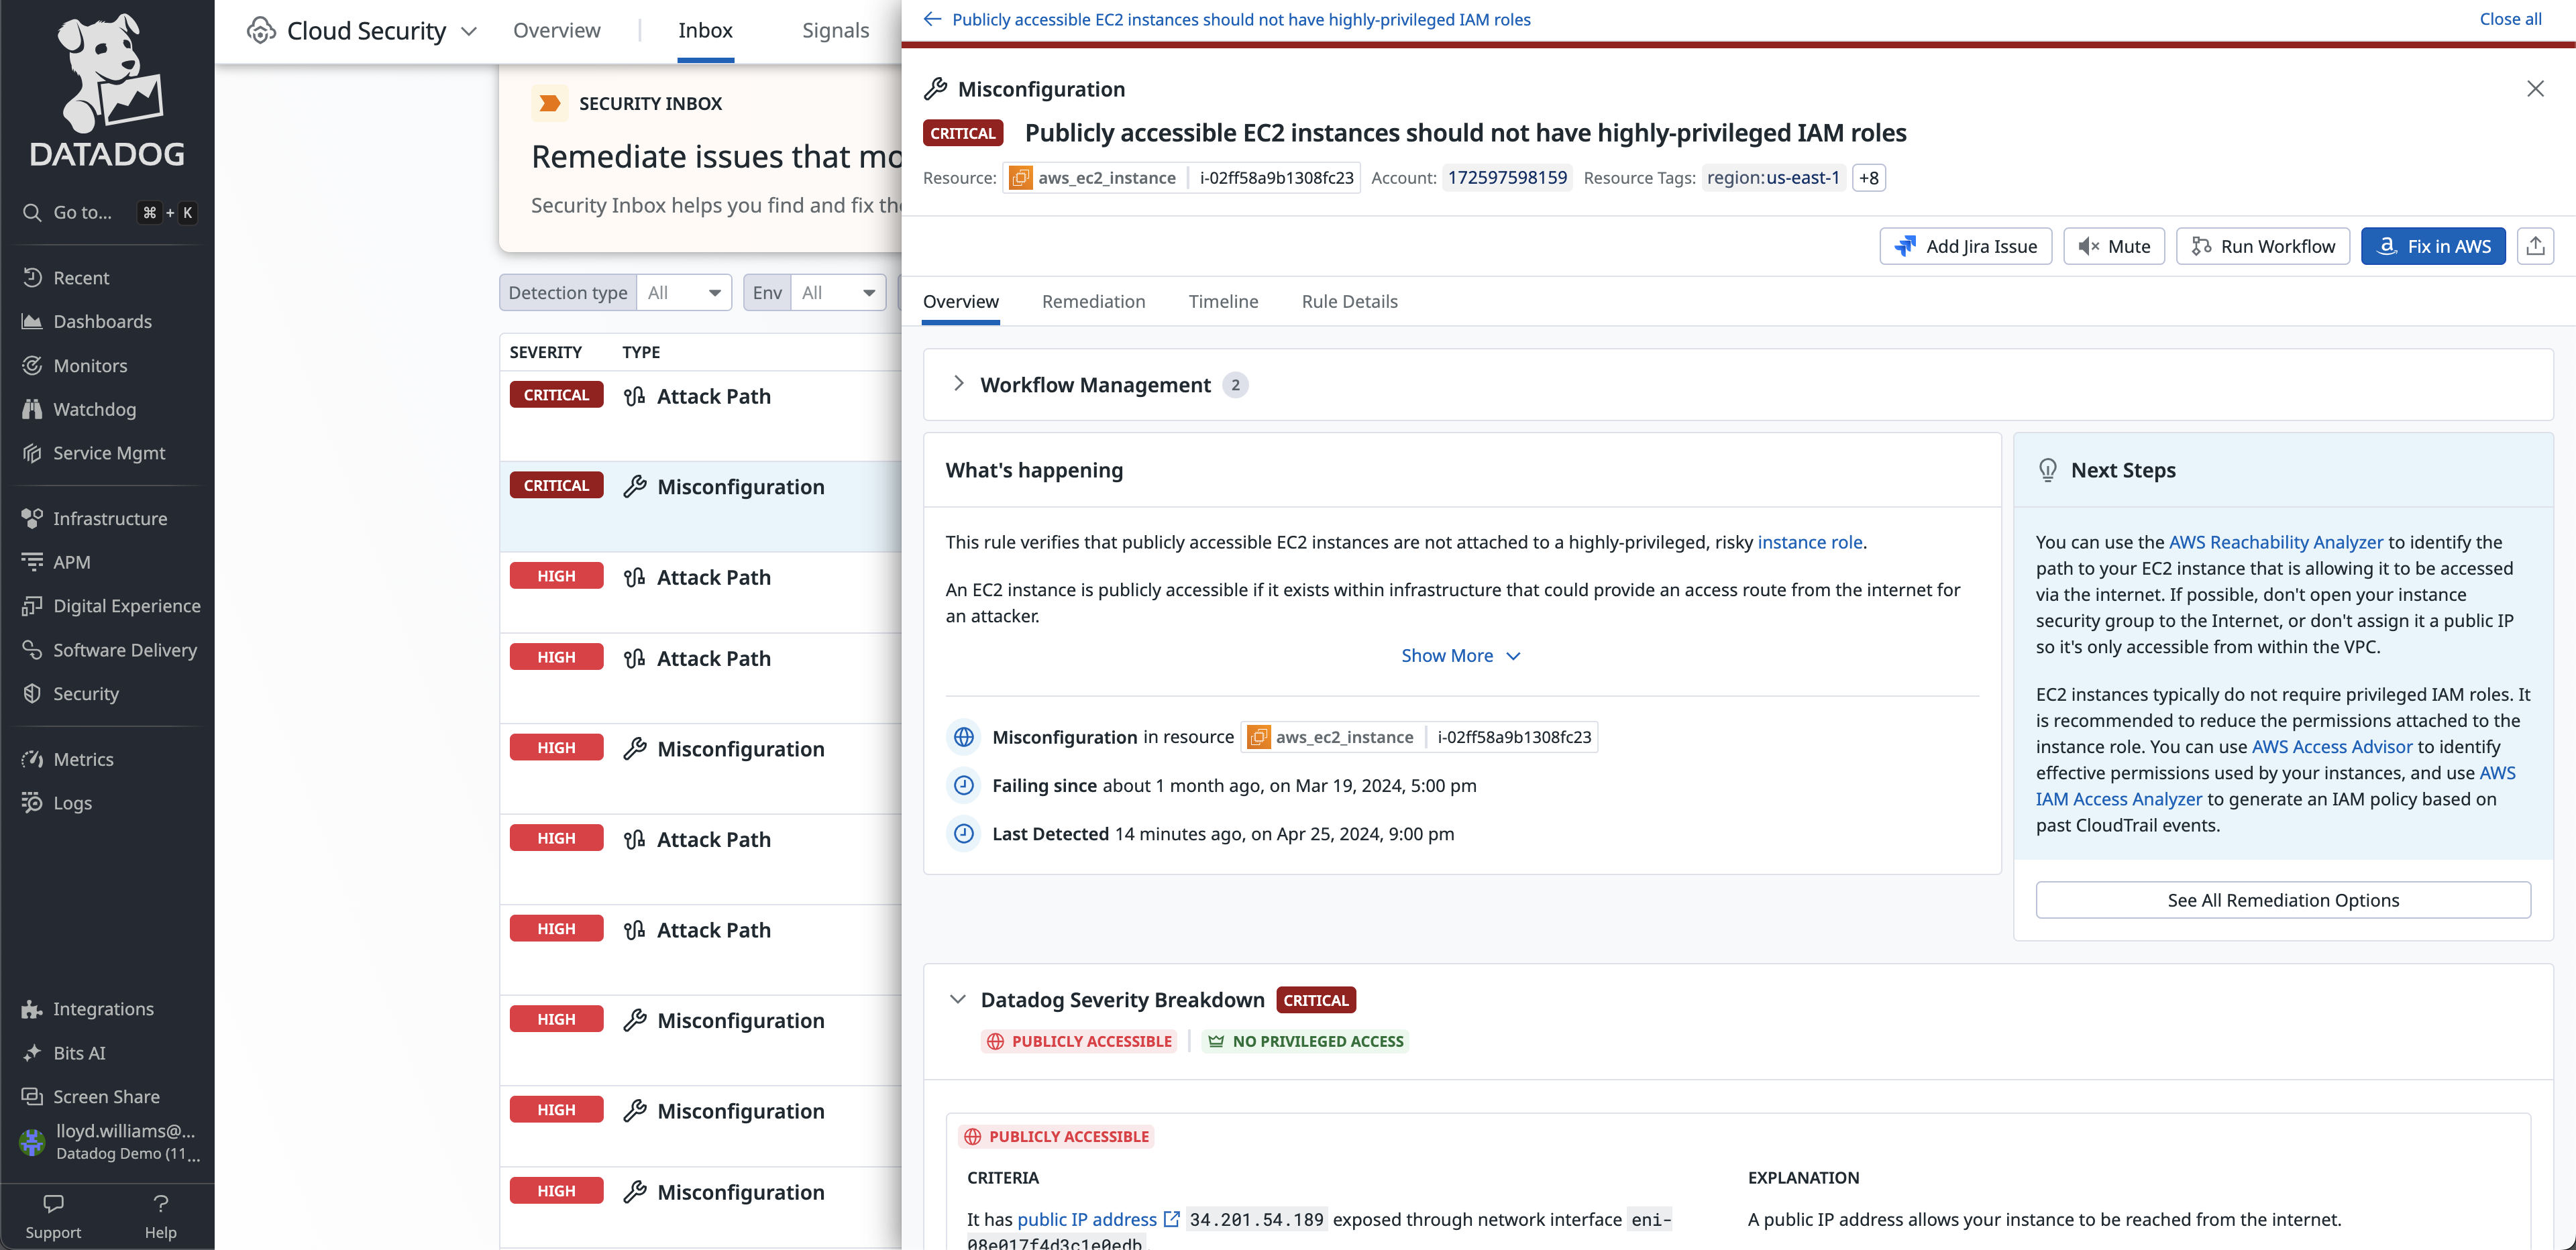 DATADOG
Go to... ⌘ + K
Recent
Dashboards
Monitors
Watchdog
Service Mgmt
Infrastructure
APM
Digital Experience
Software Delivery
Security
Metrics
Logs
Integrations
Bits AI
Screen Share
lloyd.williams@...
Datadog Demo (11...
Support Help
Cloud Security Overview Inbox Signals
SECURITY INBOX
Remediate issues that mo
Security Inbox helps you find and fix th
Detection type All Env All
SEVERITY TYPE
CRITICAL Attack Path
CRITICAL Misconfiguration
HIGH Attack Path
HIGH Attack Path
HIGH Misconfiguration
HIGH Attack Path
HIGH Attack Path
HIGH Misconfiguration
HIGH Misconfiguration
HIGH Misconfiguration
Publicly accessible EC2 instances should not have highly-privileged IAM roles Close all
Misconfiguration
CRITICAL Publicly accessible EC2 instances should not have highly-privileged IAM roles
Resource: aws_ec2_instance i-02ff58a9b1308fc23 Account: 172597598159 Resource Tags: region:us-east-1 +8
Add Jira Issue Mute Run Workflow Fix in AWS
Overview Remediation Timeline Rule Details
Workflow Management 2
What's happening
This rule verifies that publicly accessible EC2 instances are not attached to a highly-privileged, risky instance role.
An EC2 instance is publicly accessible if it exists within infrastructure that could provide an access route from the internet for
an attacker.
Show More
Misconfiguration in resource aws_ec2_instance i-02ff58a9b1308fc23
Failing since about 1 month ago, on Mar 19, 2024, 5:00 pm
Last Detected 14 minutes ago, on Apr 25, 2024, 9:00 pm
Next Steps
You can use the AWS Reachability Analyzer to identify the
path to your EC2 instance that is allowing it to be accessed
via the internet. If possible, don't open your instance
security group to the Internet, or don't assign it a public IP
so it's only accessible from within the VPC.
EC2 instances typically do not require privileged IAM roles. It
is recommended to reduce the permissions attached to the
instance role. You can use AWS Access Advisor to identify
effective permissions used by your instances, and use AWS
IAM Access Analyzer to generate an IAM policy based on
past CloudTrail events.
See All Remediation Options
Datadog Severity Breakdown CRITICAL
PUBLICLY ACCESSIBLE NO PRIVILEGED ACCESS
PUBLICLY ACCESSIBLE
CRITERIA EXPLANATION
It has public IP address 34.201.54.189 exposed through network interface eni- A public IP address allows your instance to be reached from the internet.
08e017f4d3c1e0edb.